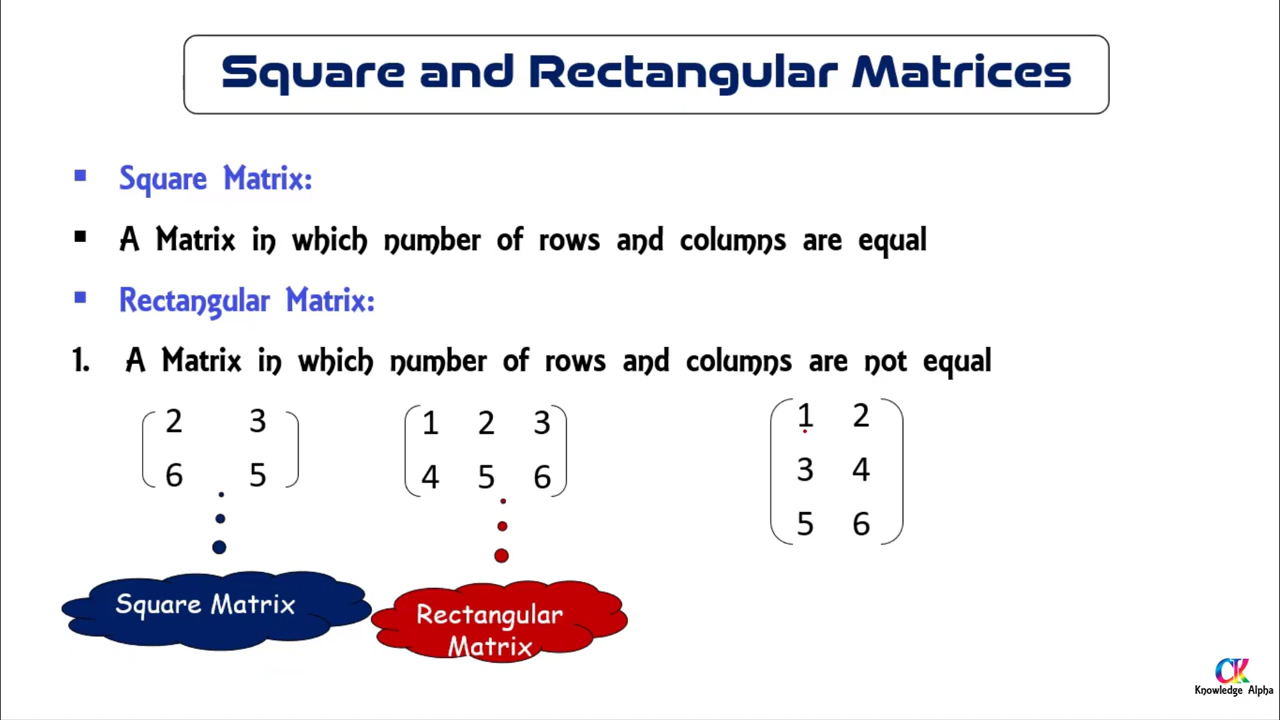 Square and Rectangular Matrices
Square Matrix:
A Matrix in which number of rows and columns are equal
Rectangular Matrix:
1. A Matrix in which number of rows and columns are not equal
2 3
6 5
1 2 3
4 5 6
1 2
3 4
5 6
Square Matrix
Rectangular
Matrix
CK
Knowledge Alpha